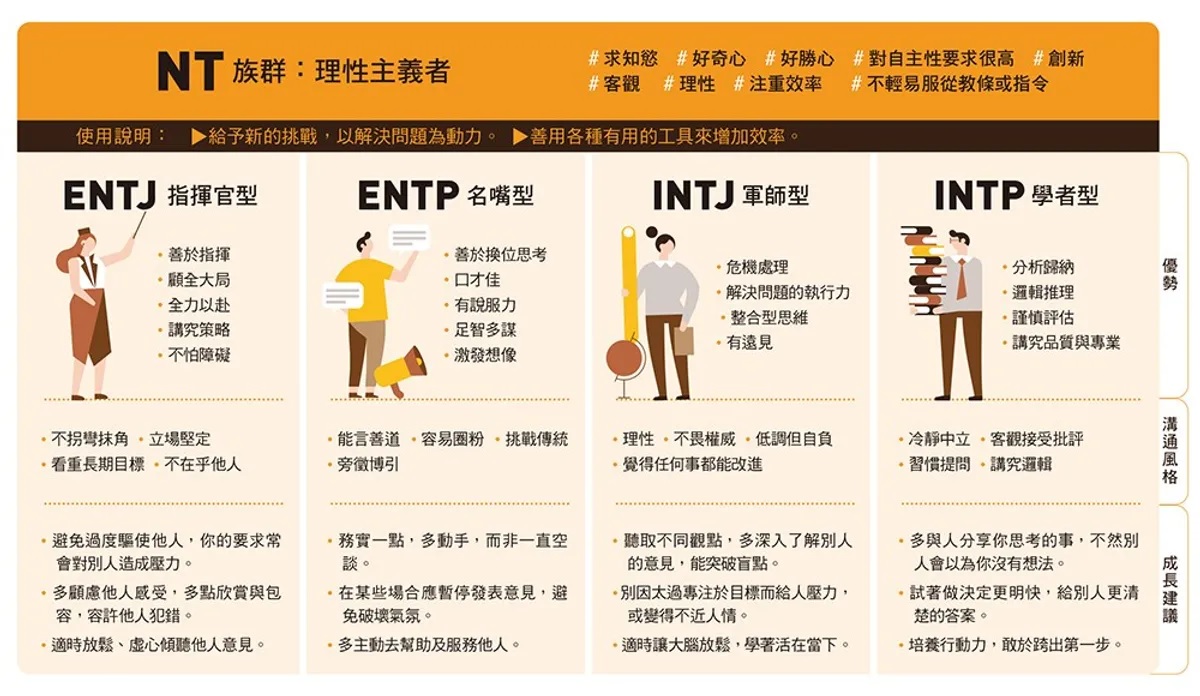 NT 族群：理性主義者
#求知慾 #好奇心 #好勝心 #對自主性要求很高 #創新
#客觀 #理性 #注重效率 #不輕易服從教條或指令
使用說明： ▶給予新的挑戰，以解決問題為動力。 ▶善用各種有用的工具來增加效率。
ENTJ 指揮官型
• 善於指揮
• 顧全大局
• 全力以赴
• 講究策略
• 不怕障礙
• 不拐彎抹角 • 立場堅定
• 看重長期目標 • 不在乎他人
• 避免過度驅使他人，你的要求常
會對別人造成壓力。
• 多顧慮他人感受，多點欣賞與包
容，容許他人犯錯。
• 適時放鬆、虛心傾聽他人意見。
ENTP 名嘴型
• 善於換位思考
• 口才佳
• 有說服力
• 足智多謀
• 激發想像
• 能言善道 • 容易圈粉 • 挑戰傳統
• 旁徵博引
• 務實一點，多動手，而非一直空
談。
• 在某些場合應暫停發表意見，避
免破壞氣氛。
• 多主動去幫助及服務他人。
INTJ 軍師型
• 危機處理
• 解決問題的執行力
• 整合型思維
• 有遠見
• 理性 • 不畏權威 • 低調但自負
• 覺得任何事都能改進
• 聽取不同觀點，多深入了解別人
的意見，能突破盲點。
• 別因太過專注於目標而給人壓力，
或變得不近人情。
• 適時讓大腦放鬆，學著活在當下。
INTP 學者型
• 分析歸納
• 邏輯推理
• 謹慎評估
• 講究品質與專業
• 冷靜中立 • 客觀接受批評
• 習慣提問 • 講究邏輯
• 多與人分享你思考的事，不然別
人會以為你沒有想法。
• 試著做決定更明快，給別人更清
楚的答案。
• 培養行動力，敢於跨出第一步。
優勢
溝通風格
成長建議